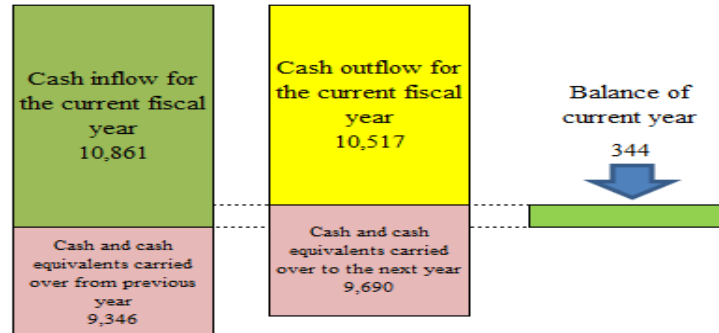 Cash inflow for
the current fiscal
year
10,861
Cash and cash
equivalents carried
over from previous
year
9,346
Cash outflow for
the current fiscal
year
10,517
Cash and cash
equivalents carried
over to the next year
9,690
Balance of
current year
344